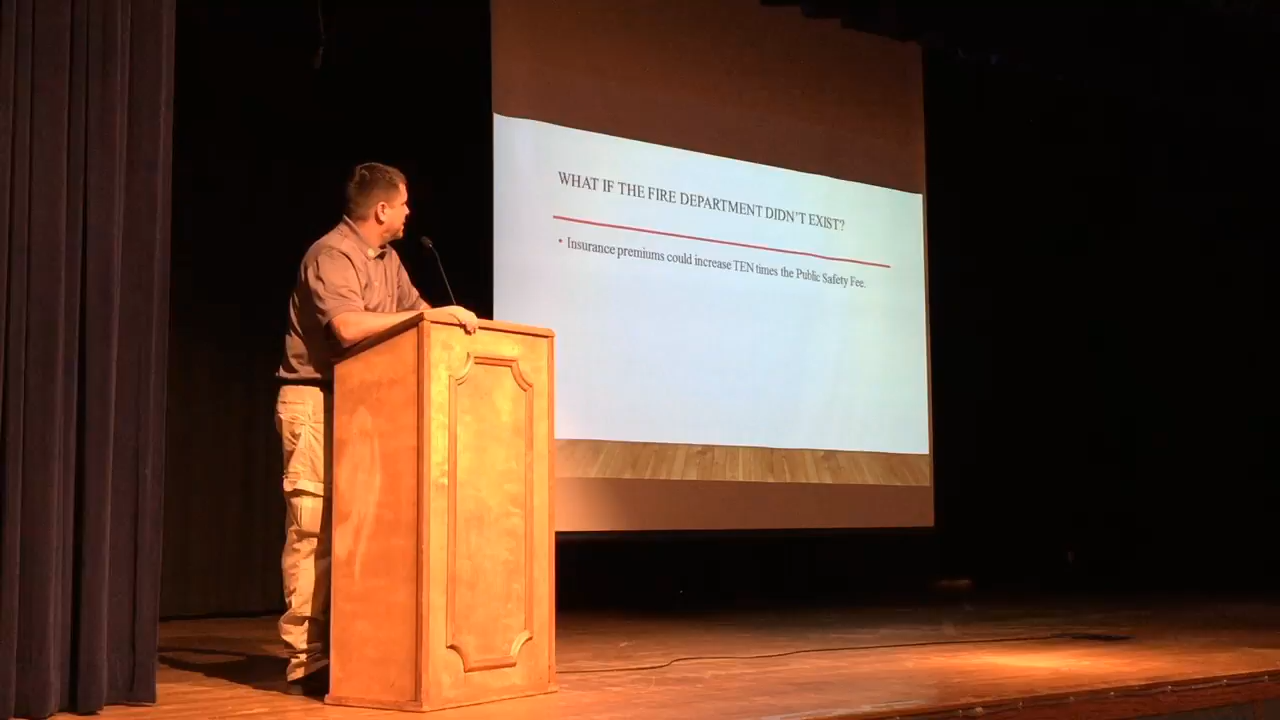 WHAT IF THE FIRE DEPARTMENT DIDN'T EXIST?
• Insurance premiums could increase TEN times the Public Safety Fee.